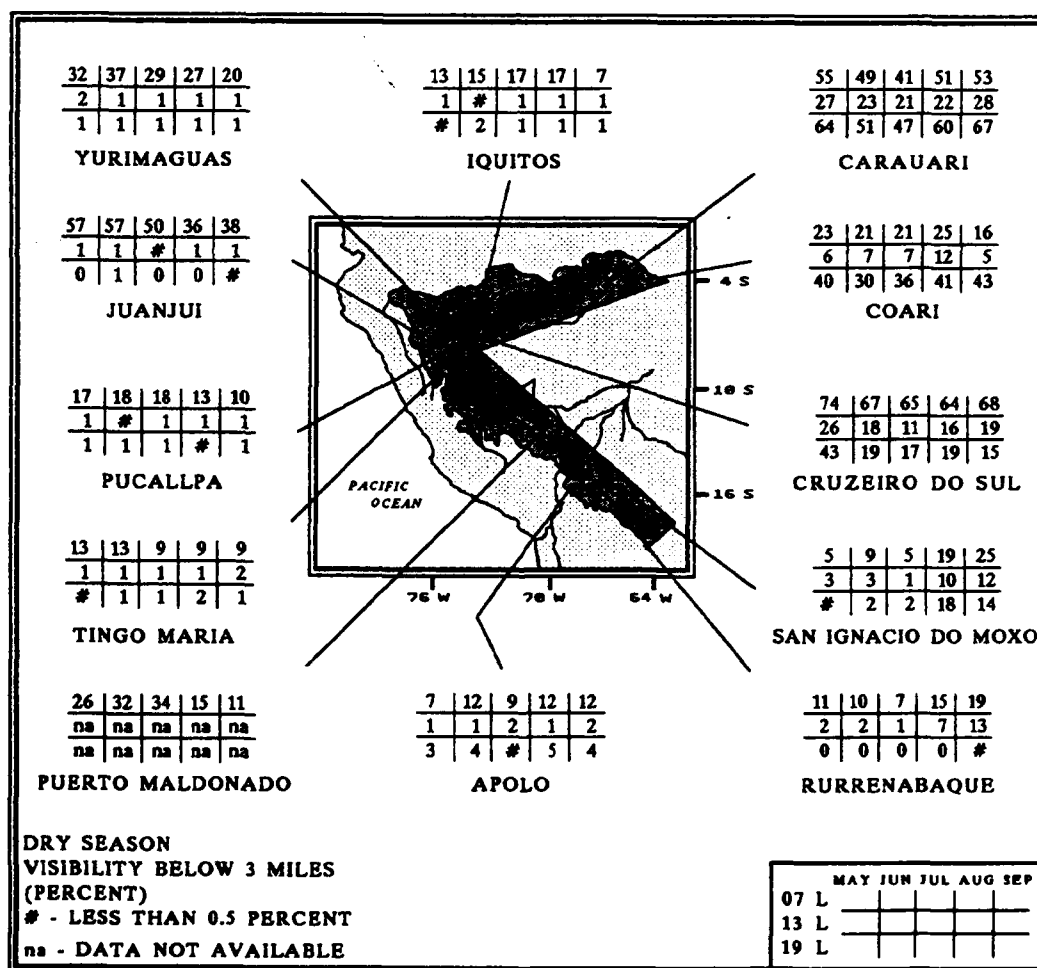 32 | 37 | 29 | 27 | 20
2 | 1 | 1 | 1 | 1
1 | 1 | 1 | 1 | 1
YURIMAGUAS
13 | 15 | 17 | 17 | 7
1 | # | 1 | 1 | 1
# | 2 | 1 | 1 | 1
IQUITOS
55 | 49 | 41 | 51 | 53
27 | 23 | 21 | 22 | 28
64 | 51 | 47 | 60 | 67
CARAUARI
57 | 57 | 50 | 36 | 38
1 | 1 | # | 1 | 1
0 | 1 | 0 | 0 | #
JUANJUI
23 | 21 | 21 | 25 | 16
6 | 7 | 7 | 12 | 5
40 | 30 | 36 | 41 | 43
COARI
17 | 18 | 18 | 13 | 10
1 | # | 1 | 1 | 1
1 | 1 | 1 | # | 1
PUCALLPA
74 | 67 | 65 | 64 | 68
26 | 18 | 11 | 16 | 19
43 | 19 | 17 | 19 | 15
CRUZEIRO DO SUL
4 S
10 S
16 S
PACIFIC
OCEAN
76 W
70 W
64 W
13 | 13 | 9 | 9 | 9
1 | 1 | 1 | 1 | 2
# | 1 | 1 | 2 | 1
TINGO MARIA
5 | 9 | 5 | 19 | 25
3 | 3 | 1 | 10 | 12
# | 2 | 2 | 18 | 14
SAN IGNACIO DO MOXO
26 | 32 | 34 | 15 | 11
na | na | na | na | na
na | na | na | na | na
PUERTO MALDONADO
7 | 12 | 9 | 12 | 12
1 | 1 | 2 | 1 | 2
3 | 4 | # | 5 | 4
APOLO
11 | 10 | 7 | 15 | 19
2 | 2 | 1 | 7 | 13
0 | 0 | 0 | 0 | #
RURRENABAQUE
DRY SEASON
VISIBILITY BELOW 3 MILES
(PERCENT)
# - LESS THAN 0.5 PERCENT
na - DATA NOT AVAILABLE
MAY JUN JUL AUG SEP
07 L
13 L
19 L